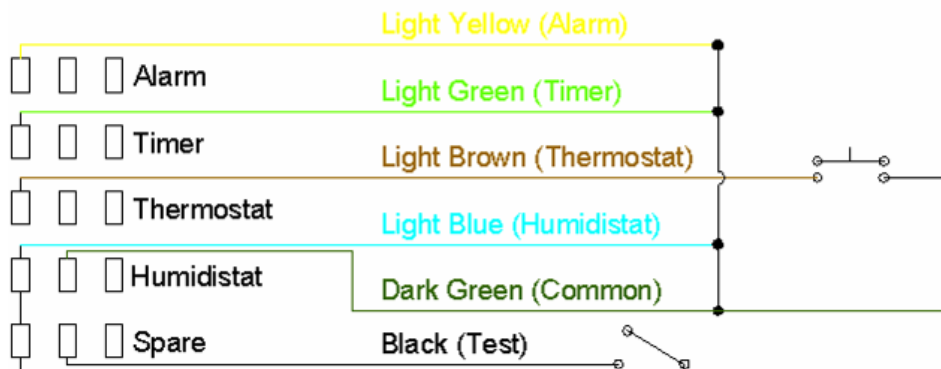 Light Yellow (Alarm)
Alarm
Light Green (Timer)
Timer
Light Brown (Thermostat)
Thermostat
Light Blue (Humidistat)
Humidistat
Dark Green (Common)
Spare
Black (Test)